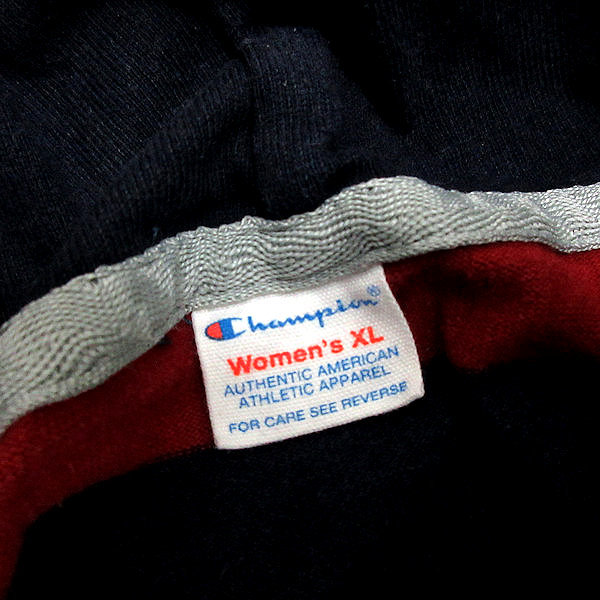 Champion®
Women's XL
AUTHENTIC AMERICAN
ATHLETIC APPAREL
FOR CARE SEE REVERSE